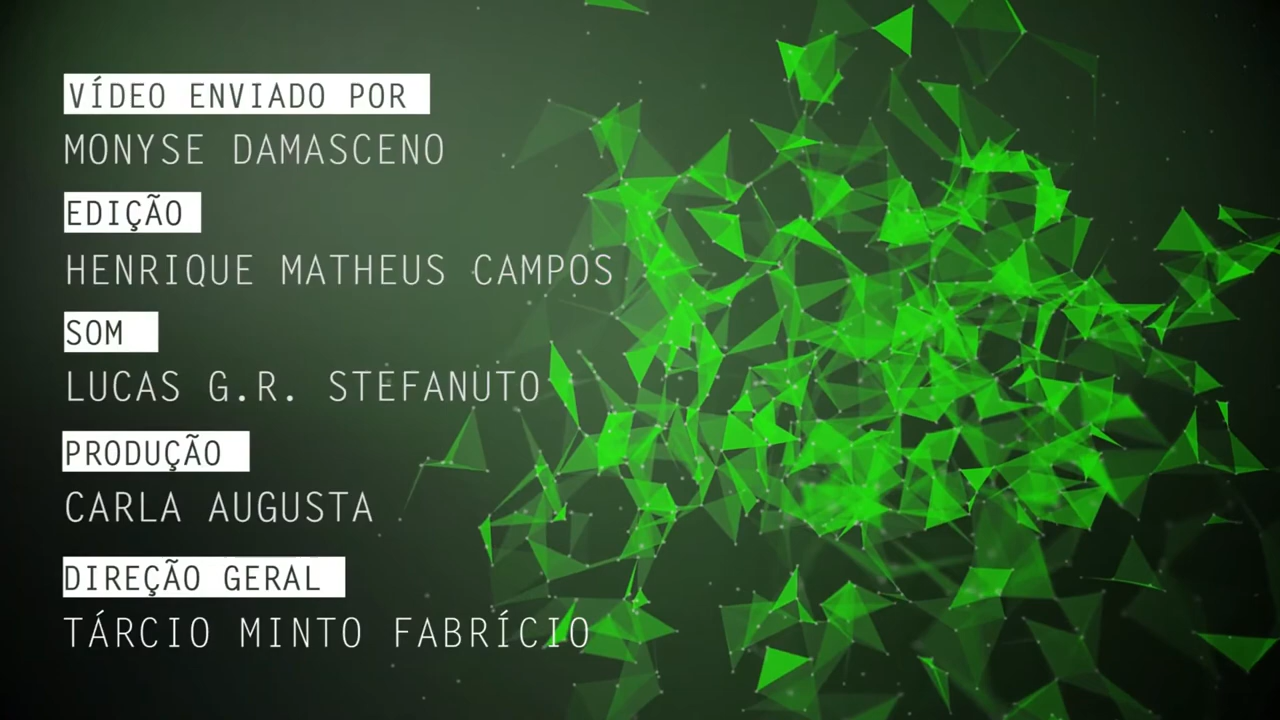 VÍDEO ENVIADO POR
MONYSE DAMASCENO
EDIÇÃO
HENRIQUE MATHEUS CAMPOS
SOM
LUCAS G.R. STEFANUTO
PRODUÇÃO
CARLA AUGUSTA
DIREÇÃO GERAL
TÁRCIO MINTO FABRÍCIO